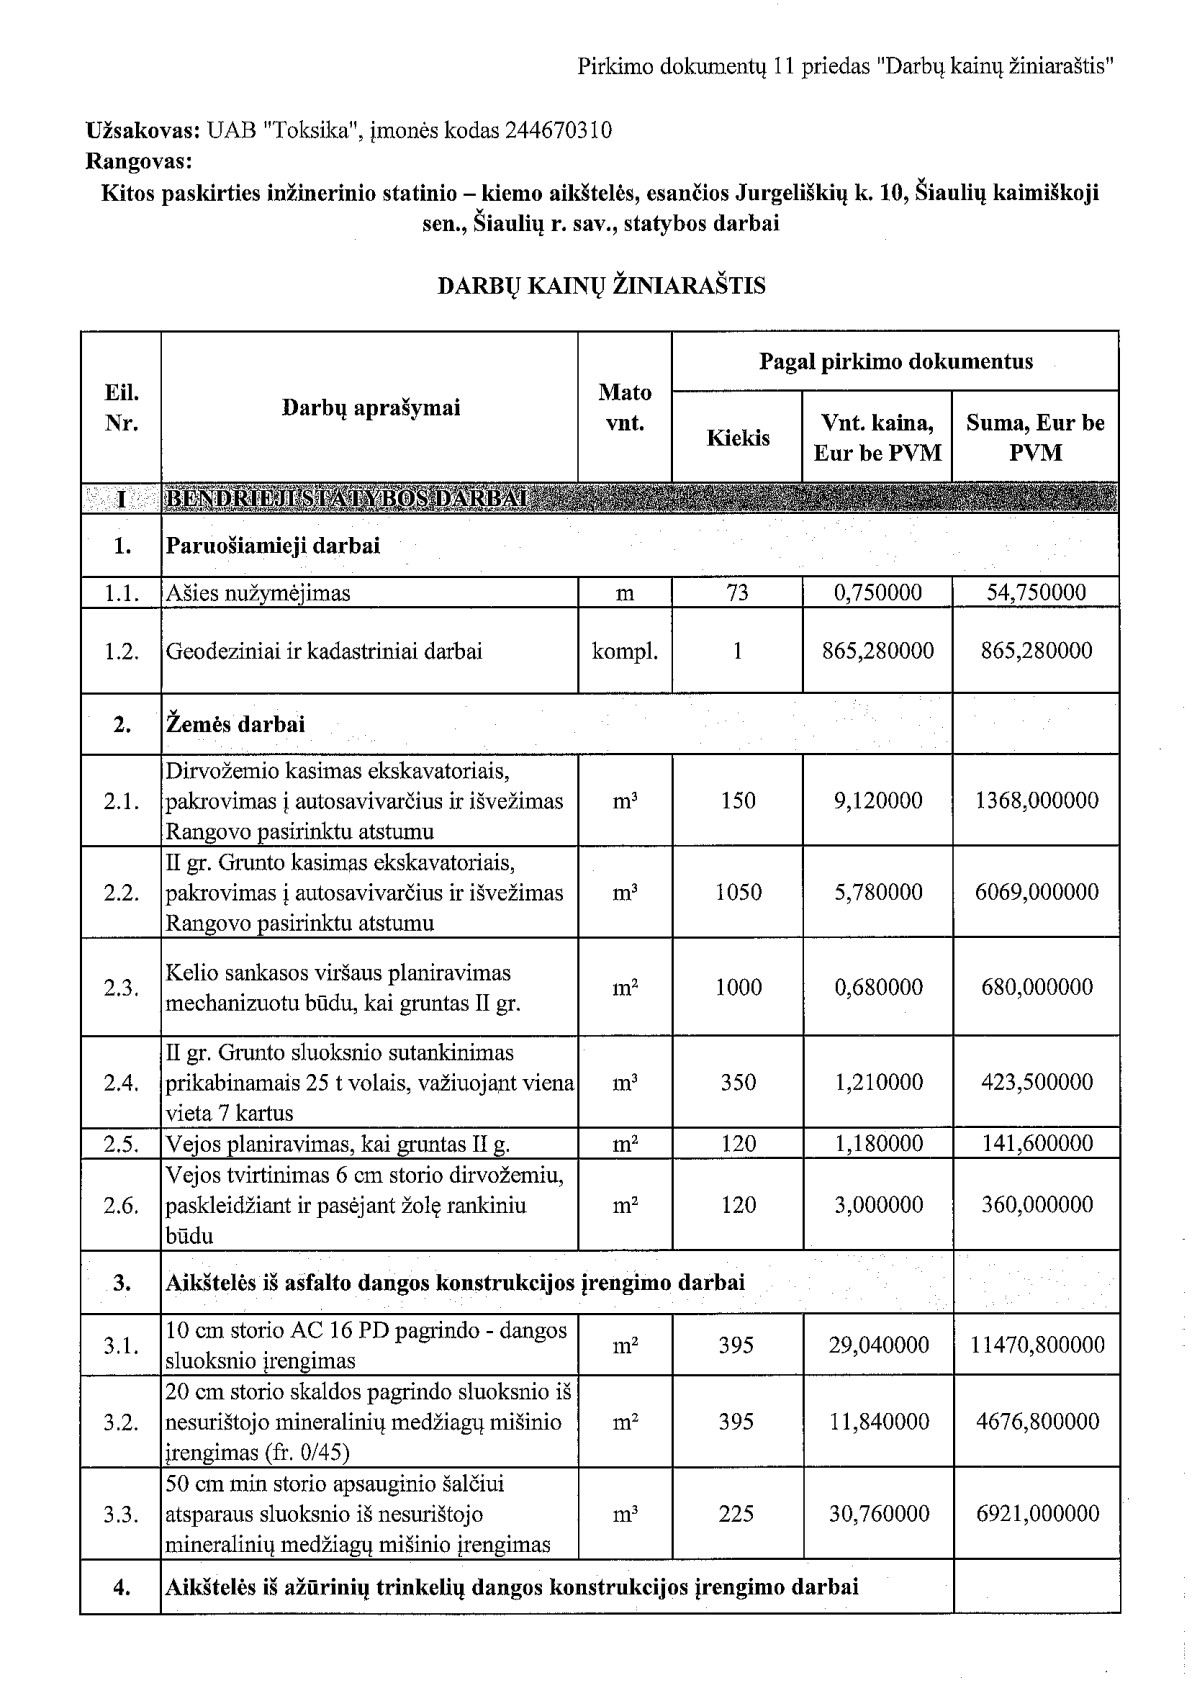 Pirkimo dokumentų 11 priedas "Darbų kainų žiniaraštis"
Užsakovas: UAB "Toksika", įmonės kodas 244670310
Rangovas:
Kitos paskirties inžinerinio statinio – kiemo aikštelės, esančios Jurgeliškių k. 10, Šiaulių kaimiškoji
sen., Šiaulių r. sav., statybos darbai
DARBŲ KAINŲ ŽINIARAŠTIS
Eil. Nr. Darbų aprašymai Mato vnt. Pagal pirkimo dokumentus
Kiekis Vnt. kaina, Eur be PVM Suma, Eur be PVM
I BENDRIEJI STATYBOS DARBAI
1. Paruošiamieji darbai
1.1. Ašies nužymėjimas m 73 0,750000 54,750000
1.2. Geodeziniai ir kadastriniai darbai kompl. 1 865,280000 865,280000
2. Žemės darbai
Dirvožemio kasimas ekskavatoriais,
2.1. pakrovimas į autosavivarčius ir išvežimas m³ 150 9,120000 1368,000000
Rangovo pasirinktu atstumu
II gr. Grunto kasimas ekskavatoriais,
2.2. pakrovimas į autosavivarčius ir išvežimas m³ 1050 5,780000 6069,000000
Rangovo pasirinktu atstumu
Kelio sankasos viršaus planiravimas
2.3. mechanizuotu būdu, kai gruntas II gr. m² 1000 0,680000 680,000000
II gr. Grunto sluoksnio sutankinimas
2.4. prikabinamais 25 t volais, važiuojant viena m³ 350 1,210000 423,500000
vieta 7 kartus
2.5. Vejos planiravimas, kai gruntas II g. m² 120 1,180000 141,600000
Vejos tvirtinimas 6 cm storio dirvožemiu,
2.6. paskleidžiant ir pasėjant žolę rankiniu m² 120 3,000000 360,000000
būdu
3. Aikštelės iš asfalto dangos konstrukcijos įrengimo darbai
10 cm storio AC 16 PD pagrindo - dangos
3.1. sluoksnio įrengimas m² 395 29,040000 11470,800000
20 cm storio skaldos pagrindo sluoksnio iš
3.2. nesurištojo mineralinių medžiagų mišinio m² 395 11,840000 4676,800000
įrengimas (fr. 0/45)
50 cm min storio apsauginio šalčiui
3.3. atsparaus sluoksnio iš nesurištojo m³ 225 30,760000 6921,000000
mineralinių medžiagų mišinio įrengimas
4. Aikštelės iš ažūrinių trinkelių dangos konstrukcijos įrengimo darbai